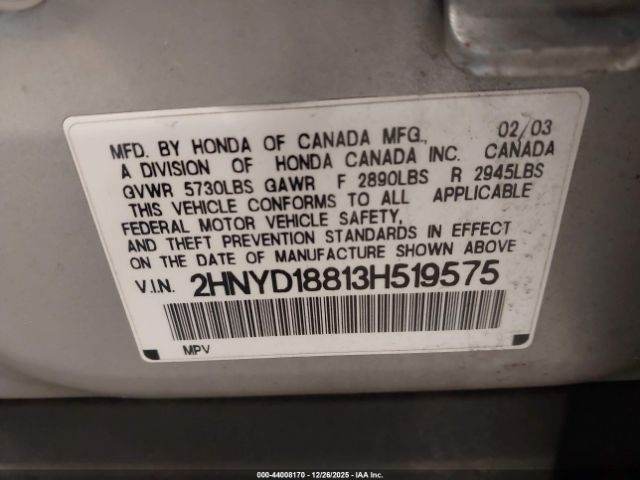 MFD. BY HONDA OF CANADA MFG., 02/03
A DIVISION OF HONDA CANADA INC. CANADA
GVWR 5730LBS GAWR F 2890LBS R 2945LBS
THIS VEHICLE CONFORMS TO ALL APPLICABLE
FEDERAL MOTOR VEHICLE SAFETY,
AND THEFT PREVENTION STANDARDS IN EFFECT
ON THE DATE OF MANUFACTURE SHOWN ABOVE
V.I.N. 2HNYD18813H519575
MPV
000-44008170 - 12/26/2025 - IAA Inc.